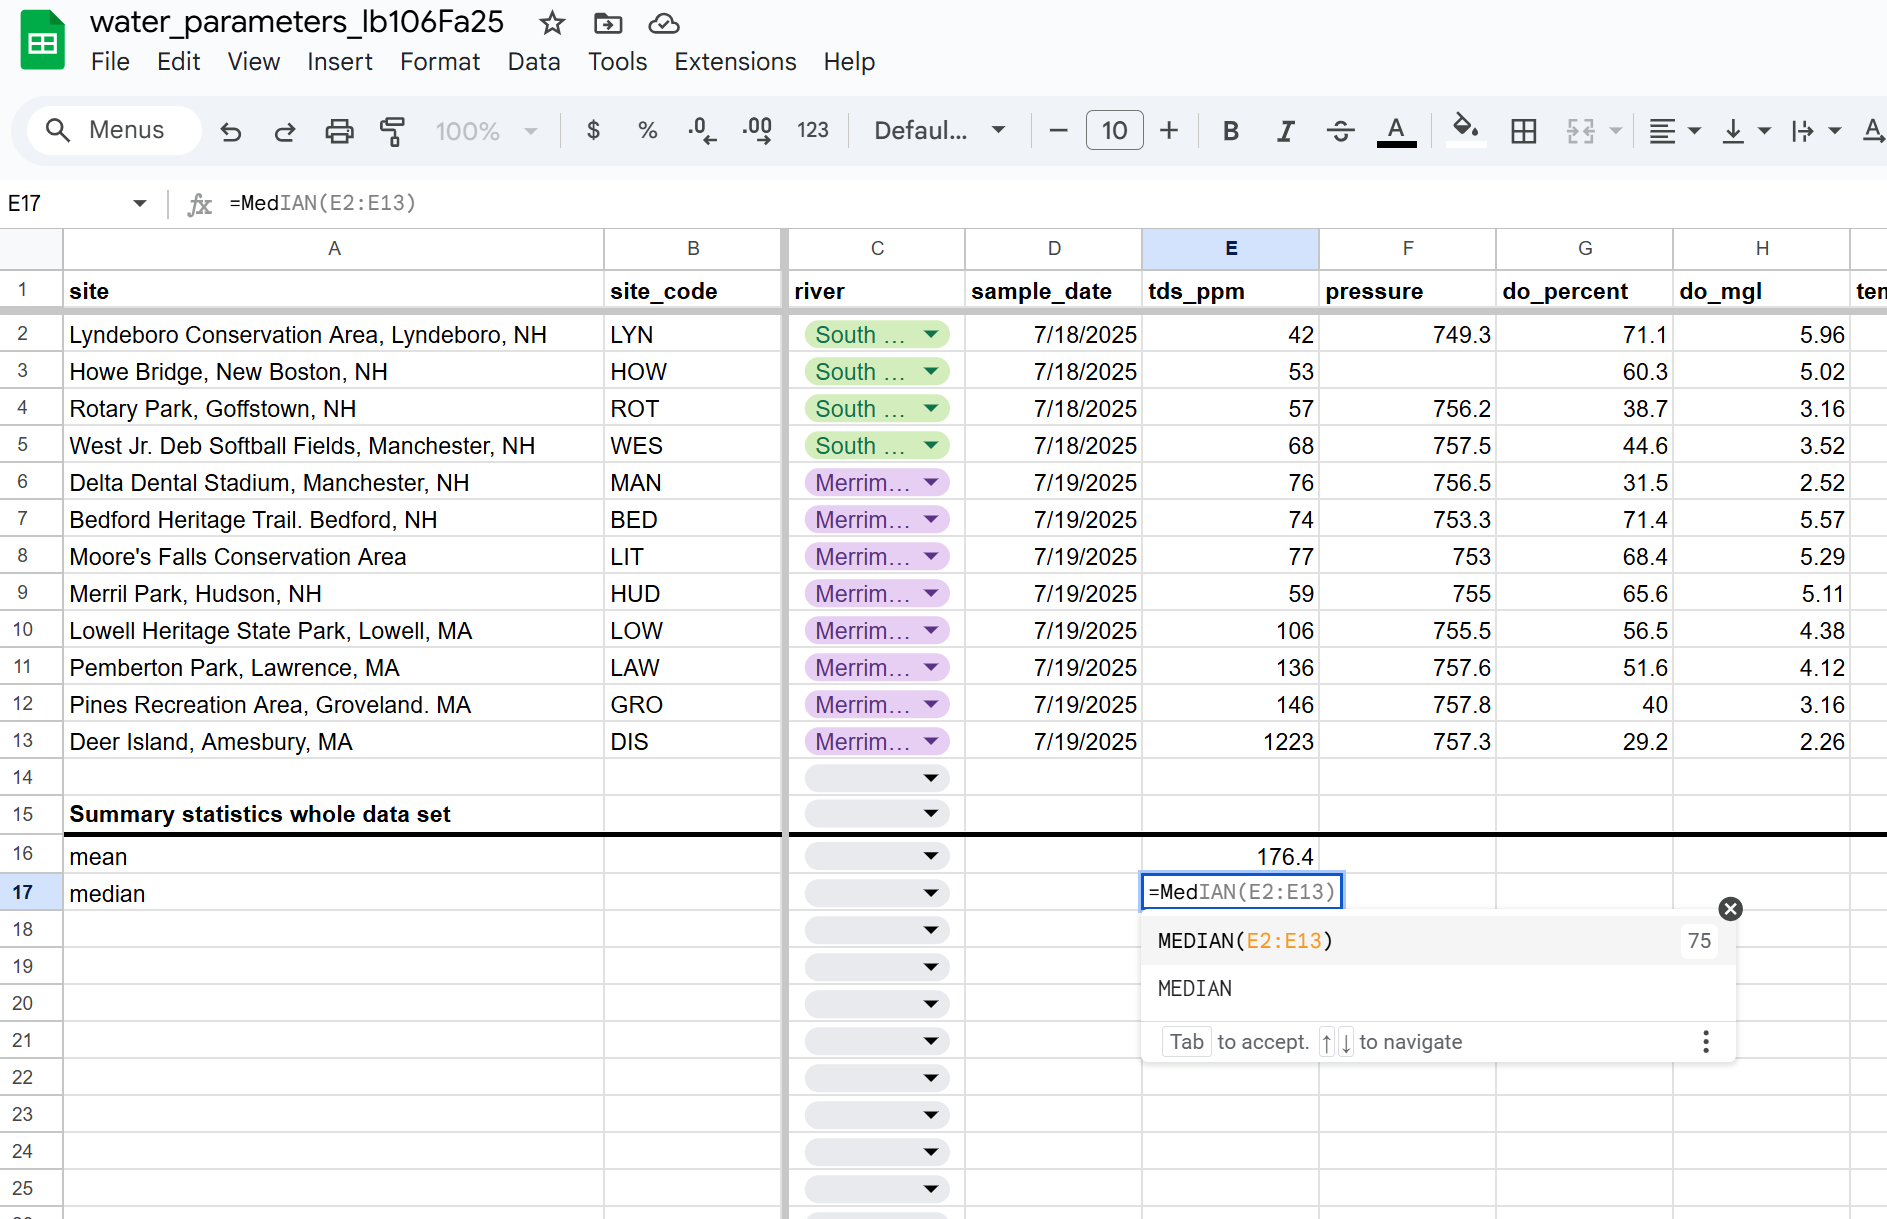 water_parameters_lb106Fa25
File Edit View Insert Format Data Tools Extensions Help
Menus 100% $ % .0 .00 123 Defaul... 10 B I A A
E17 fx =MedIAN(E2:E13)
A B C D E F G H
1 site site_code river sample_date tds_ppm pressure do_percent do_mgl ten
2 Lyndeboro Conservation Area, Lyndeboro, NH LYN South ... 7/18/2025 42 749.3 71.1 5.96
3 Howe Bridge, New Boston, NH HOW South ... 7/18/2025 53 60.3 5.02
4 Rotary Park, Goffstown, NH ROT South ... 7/18/2025 57 756.2 38.7 3.16
5 West Jr. Deb Softball Fields, Manchester, NH WES South ... 7/18/2025 68 757.5 44.6 3.52
6 Delta Dental Stadium, Manchester, NH MAN Merrim... 7/19/2025 76 756.5 31.5 2.52
7 Bedford Heritage Trail. Bedford, NH BED Merrim... 7/19/2025 74 753.3 71.4 5.57
8 Moore's Falls Conservation Area LIT Merrim... 7/19/2025 77 753 68.4 5.29
9 Merril Park, Hudson, NH HUD Merrim... 7/19/2025 59 755 65.6 5.11
10 Lowell Heritage State Park, Lowell, MA LOW Merrim... 7/19/2025 106 755.5 56.5 4.38
11 Pemberton Park, Lawrence, MA LAW Merrim... 7/19/2025 136 757.6 51.6 4.12
12 Pines Recreation Area, Groveland. MA GRO Merrim... 7/19/2025 146 757.8 40 3.16
13 Deer Island, Amesbury, MA DIS Merrim... 7/19/2025 1223 757.3 29.2 2.26
14
15 Summary statistics whole data set
16 mean 176.4
17 median =MedIAN(E2:E13)
18 MEDIAN(E2:E13) 75
19 MEDIAN
20
21 Tab to accept. ↑ ↓ to navigate
22
23
24
25